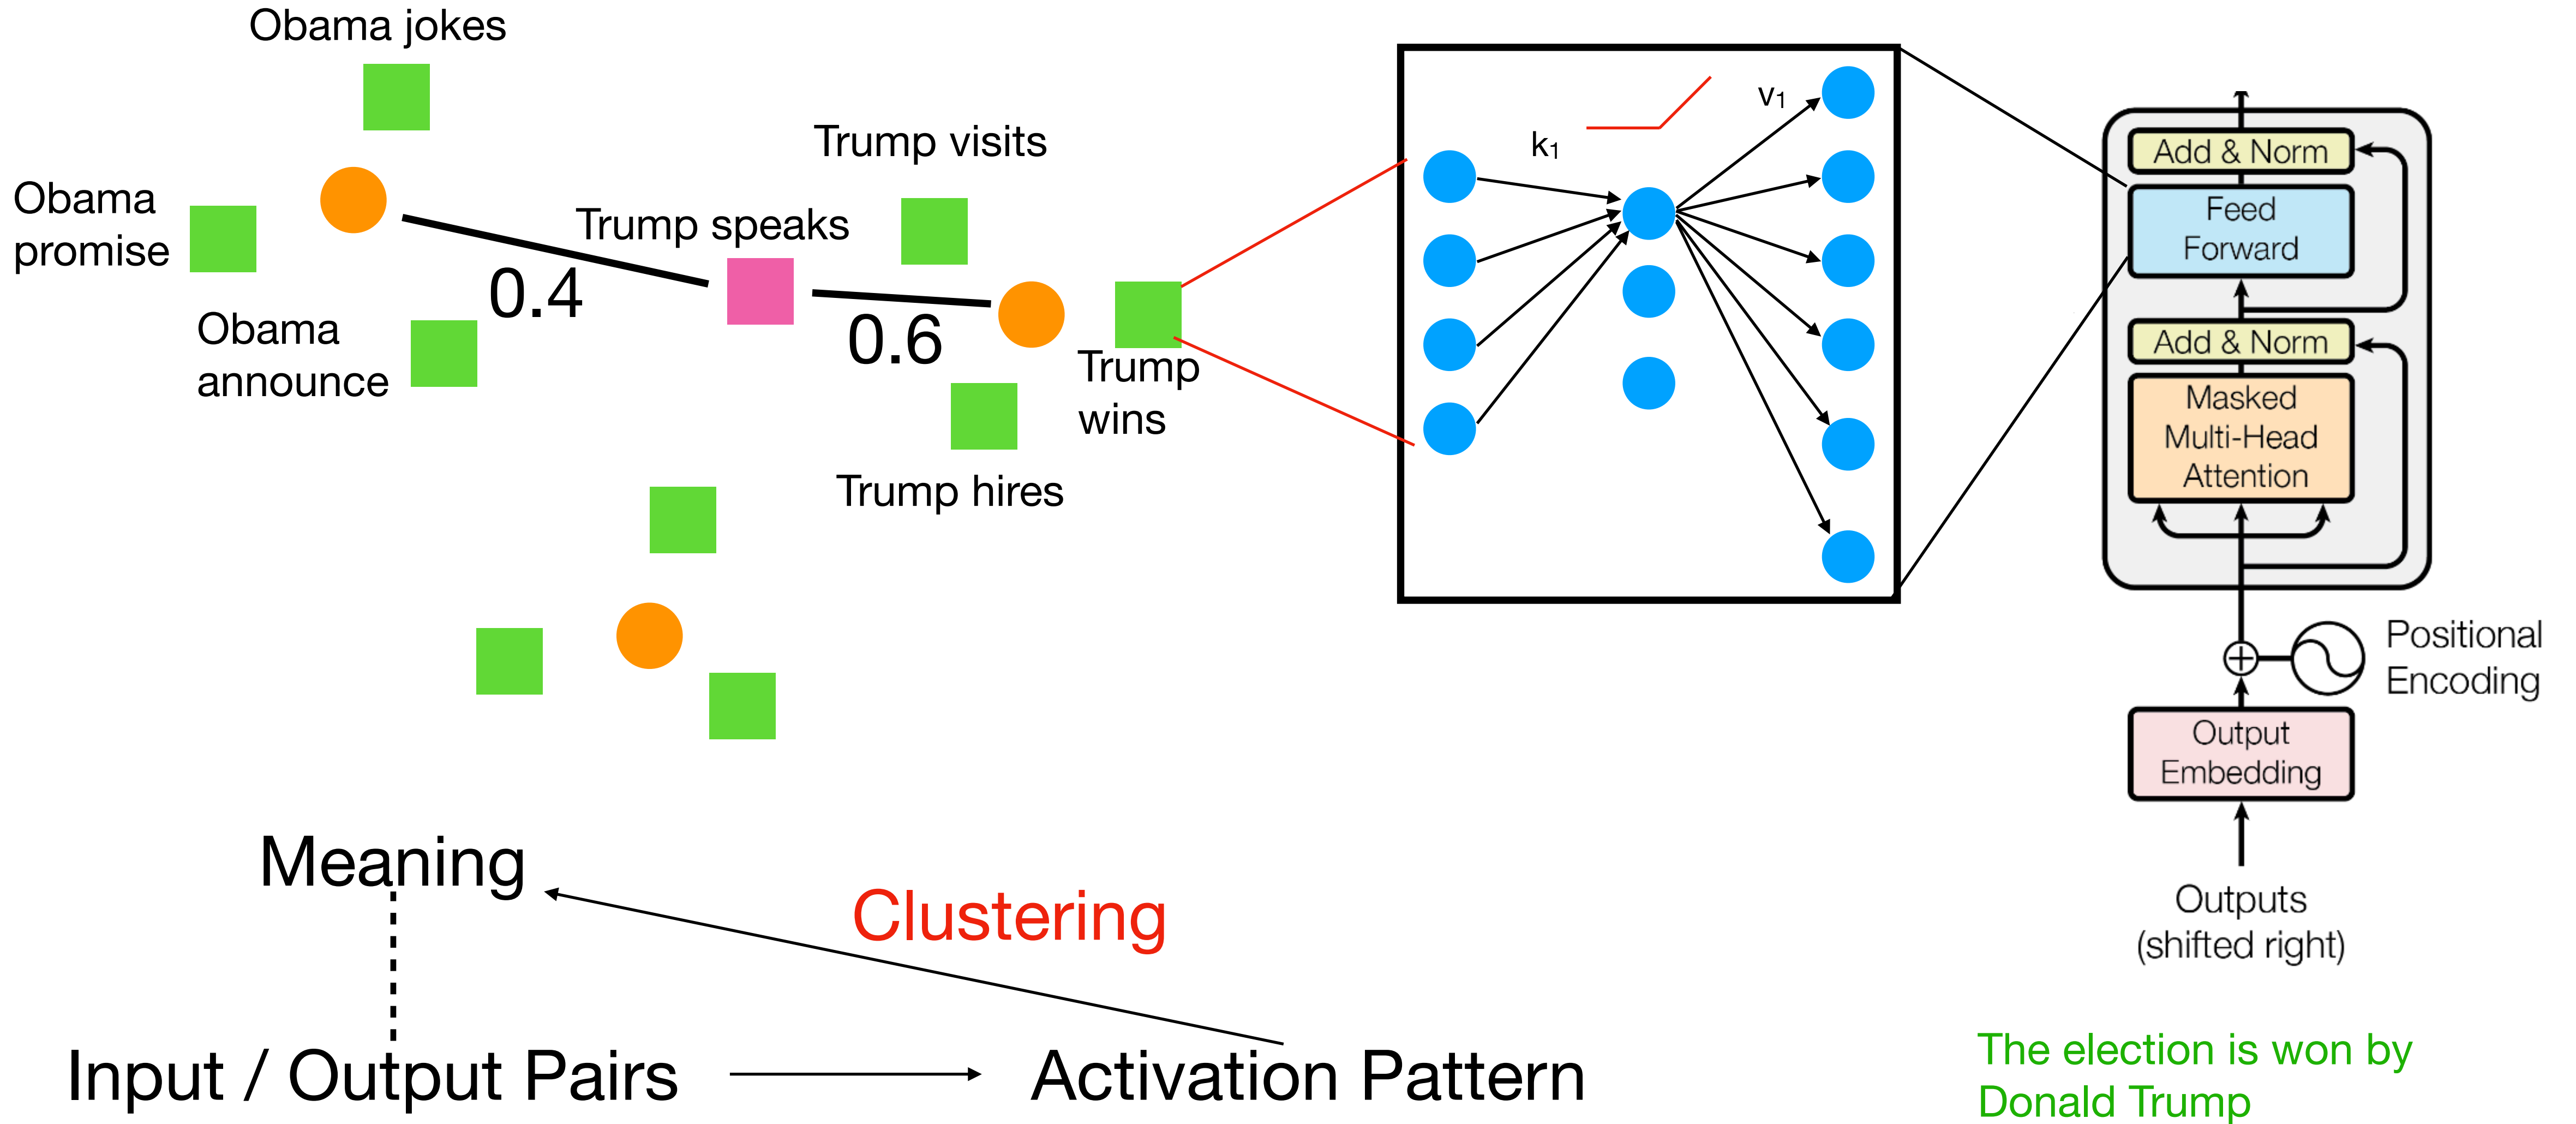 Obama jokes
Obama
promise
Obama
announce
0.4
Trump speaks
Trump visits
0.6
Trump
wins
Trump hires
k₁
v₁
Add & Norm
Feed
Forward
Add & Norm
Masked
Multi-Head
Attention
Positional
Encoding
Output
Embedding
Outputs
(shifted right)
Meaning
Clustering
Input / Output Pairs
Activation Pattern
The election is won by
Donald Trump